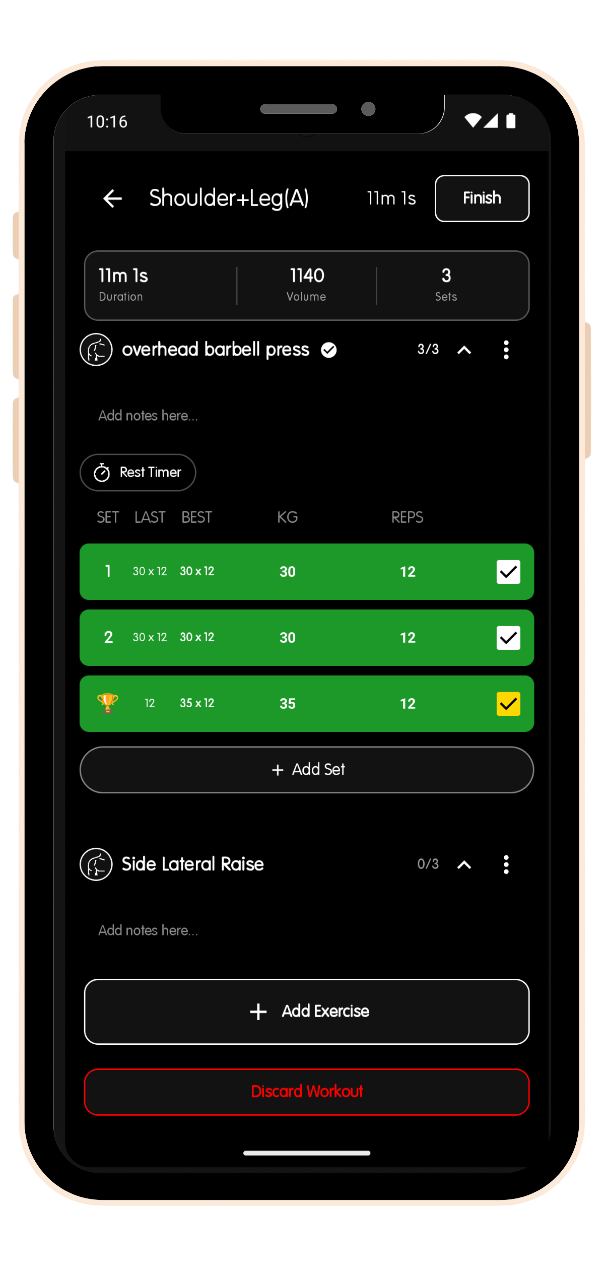 10:16
Shoulder+Leg(A) 11m 1s Finish
11m 1s 1140 3
Duration Volume Sets
overhead barbell press 3/3
Add notes here...
Rest Timer
SET LAST BEST KG REPS
1 30 x 12 30 x 12 30 12
2 30 x 12 30 x 12 30 12
12 35 x 12 35 12
+ Add Set
Side Lateral Raise 0/3
Add notes here...
+ Add Exercise
Discard Workout